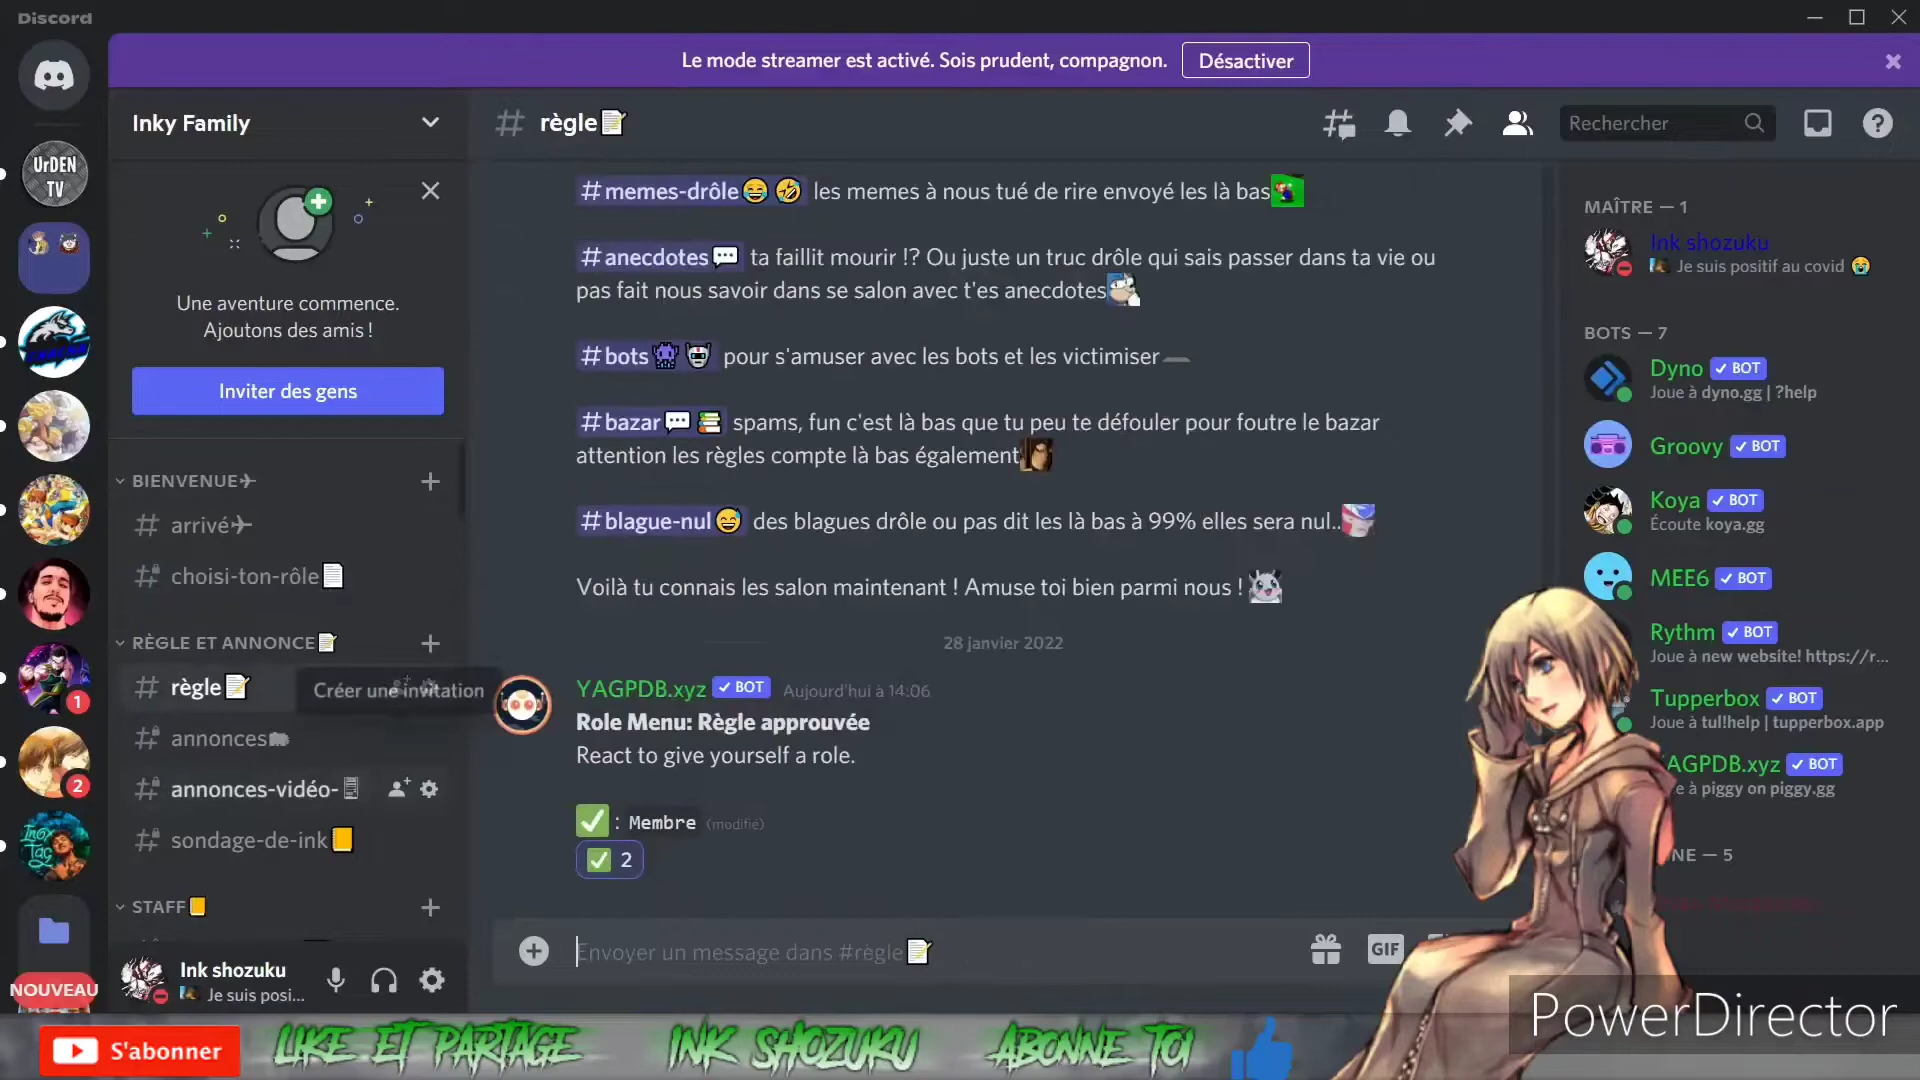 Discord
Le mode streamer est activé. Sois prudent, compagnon.
Désactiver
UrDEN
TV
Inky Family
règle
Rechercher
#memes-drôle les memes à nous tué de rire envoyé les là bas
#anecdotes ta faillit mourir !? Ou juste un truc drôle qui sais passer dans ta vie ou
pas fait nous savoir dans se salon avec t'es anecdotes
#bots pour s'amuser avec les bots et les victimiser
#bazar spams, fun c'est là bas que tu peu te défouler pour foutre le bazar
attention les règles compte là bas également
#blague-nul des blagues drôle ou pas dit les là bas à 99% elles sera nul..
Voilà tu connais les salon maintenant ! Amuse toi bien parmi nous !
28 janvier 2022
YAGPDB.xyz BOT Aujourd'hui à 14:06
Role Menu: Règle approuvée
React to give yourself a role.
: Membre (modifié)
2
Envoyer un message dans #règle
GIF
Une aventure commence.
Ajoutons des amis !
Inviter des gens
BIENVENUE
arrivé
choisi-ton-rôle
RÈGLE ET ANNONCE
règle
Créer une invitation
annonces
annonces-vidéo-
sondage-de-ink
STAFF
1
2
NOUVEAU
Ink shozuku
Je suis posi...
MAÎTRE — 1
Ink shozuku
Je suis positif au covid
BOTS — 7
Dyno BOT
Joue à dyno.gg | ?help
Groovy BOT
Koya BOT
Écoute koya.gg
MEE6 BOT
Rythm BOT
Joue à new website! https://r...
Tupperbox BOT
Joue à tul!help | tupperbox.app
AGPDB.xyz BOT
e à piggy on piggy.gg
NE — 5
PowerDirector
S'abonner
LIKE ET PARTAGE
INK SHOZUKU
ABONNE TOI